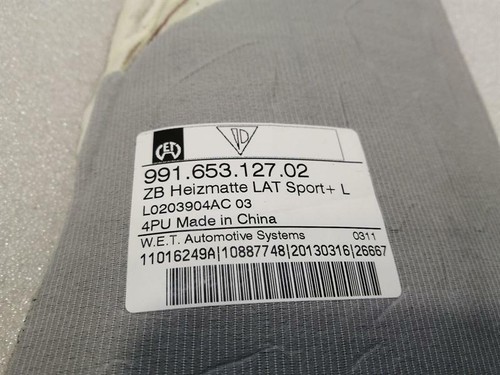 991.653.127.02
ZB Heizmatte LAT Sport+ L
L0203904AC 03
4PU Made in China
W.E.T. Automotive Systems 0311
11016249A|10887748|20130316|26667